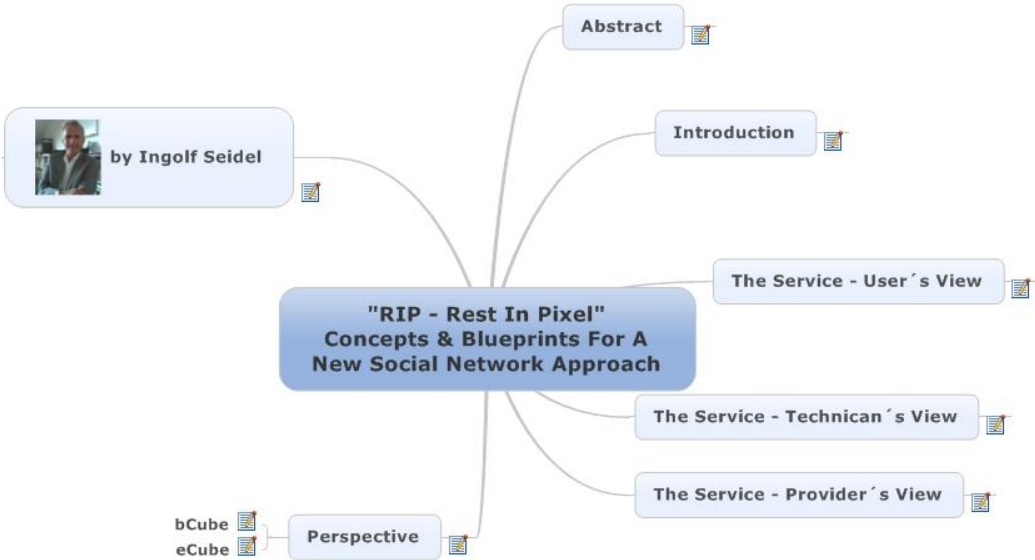 Abstract
Introduction
by Ingolf Seidel
The Service - User´s View
"RIP - Rest In Pixel"
Concepts & Blueprints For A
New Social Network Approach
The Service - Technican´s View
The Service - Provider´s View
Perspective
bCube
eCube